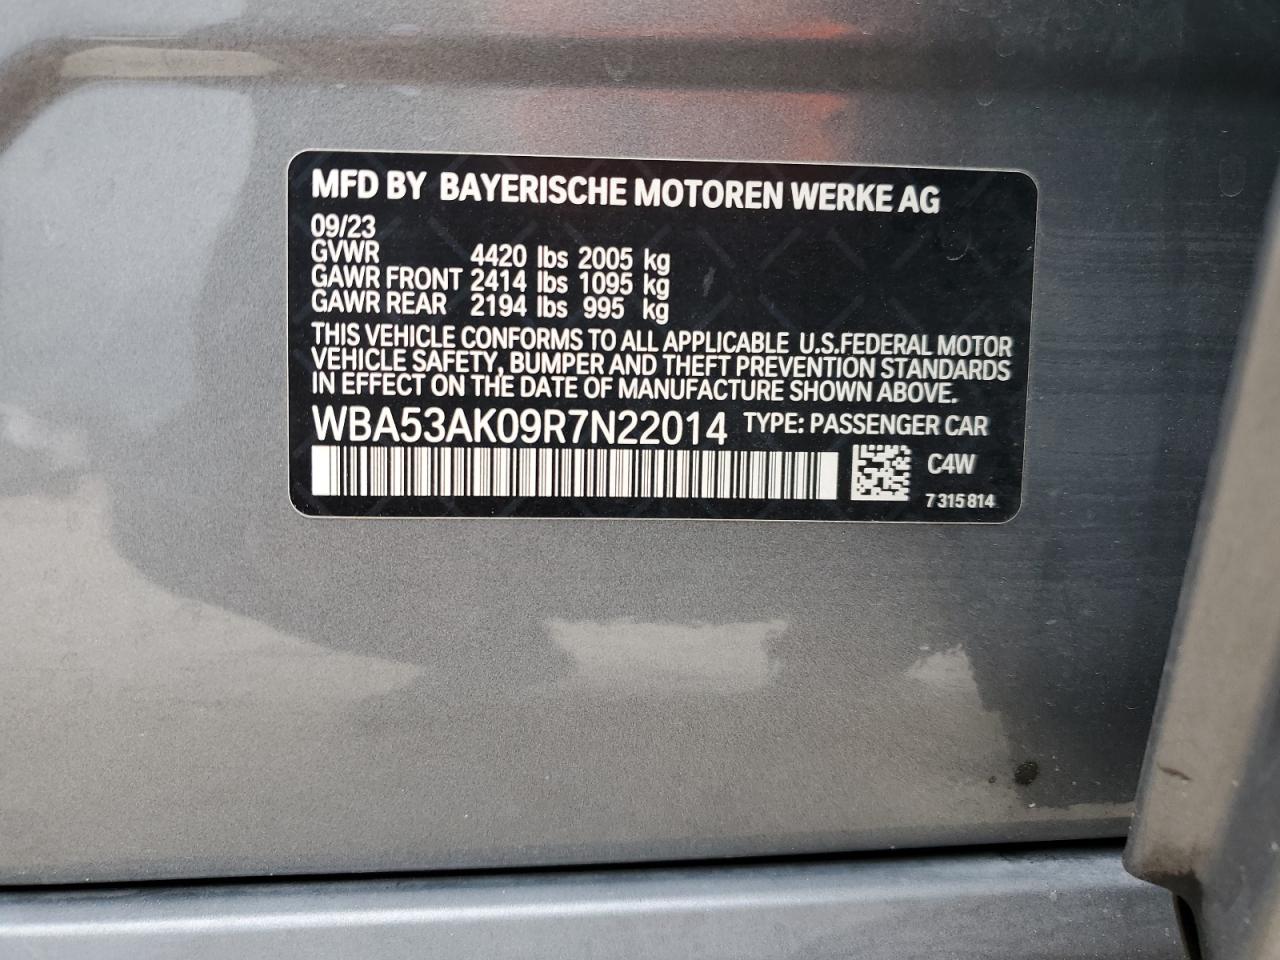 MFD BY BAYERISCHE MOTOREN WERKE AG
09/23
GVWR 4420 lbs 2005 kg
GAWR FRONT 2414 lbs 1095 kg
GAWR REAR 2194 lbs 995 kg
THIS VEHICLE CONFORMS TO ALL APPLICABLE U.S.FEDERAL MOTOR
VEHICLE SAFETY, BUMPER AND THEFT PREVENTION STANDARDS
IN EFFECT ON THE DATE OF MANUFACTURE SHOWN ABOVE.
WBA53AK09R7N22014 TYPE: PASSENGER CAR
C4W
7 315 814